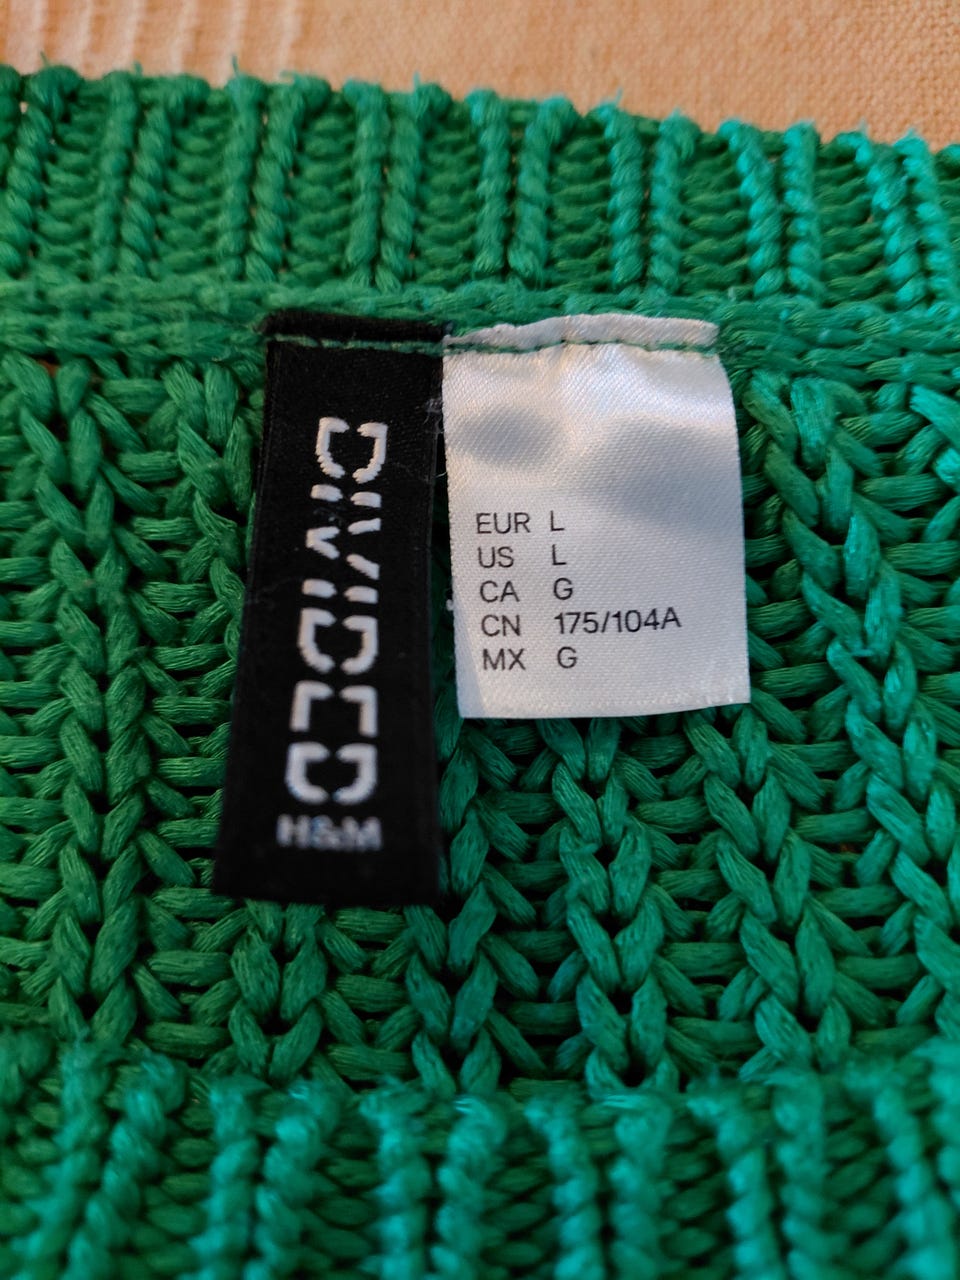 DIVIDED
H&M
EUR L
US L
CA G
CN 175/104A
MX G